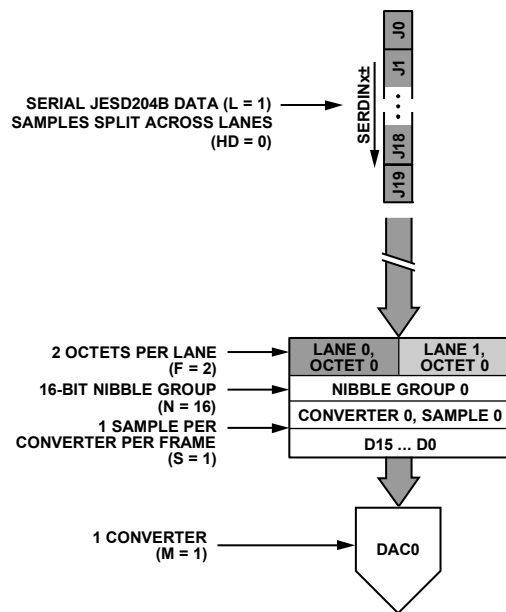 J0
J1
SERIAL JESD204B DATA (L = 1)
SAMPLES SPLIT ACROSS LANES
(HD = 0)
SERDINx±
J18
J19
2 OCTETS PER LANE
(F = 2)
LANE 0,
OCTET 0
LANE 1,
OCTET 0
16-BIT NIBBLE GROUP
(N = 16)
NIBBLE GROUP 0
1 SAMPLE PER
CONVERTER PER FRAME
(S = 1)
CONVERTER 0, SAMPLE 0
D15 ... D0
1 CONVERTER
(M = 1)
DAC0